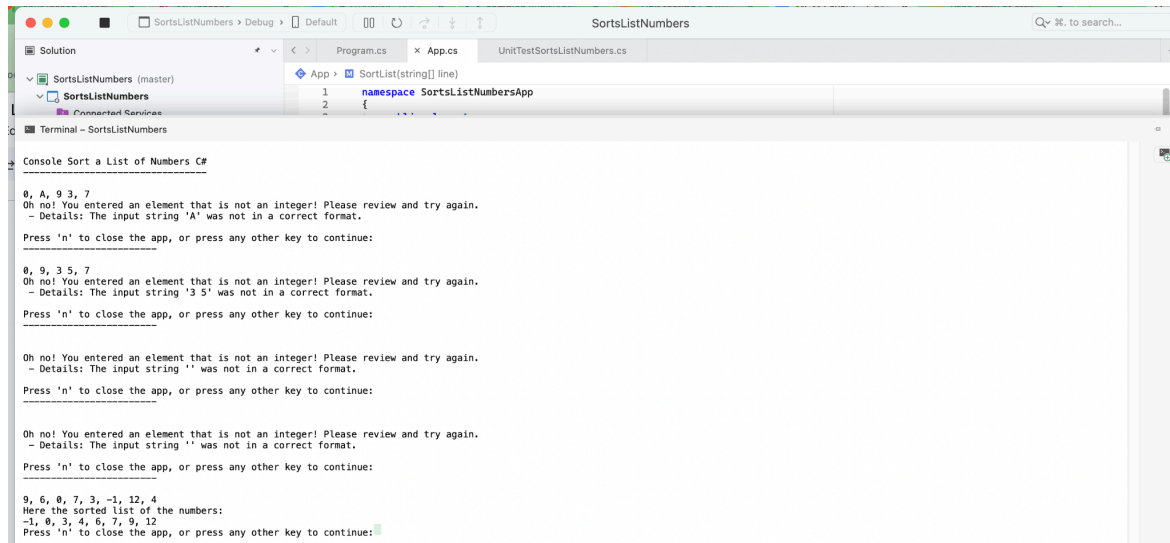 SortsListNumbers > Debug > Default
SortsListNumbers
⌘. to search...
Solution
Program.cs
App.cs
UnitTestSortsListNumbers.cs
SortsListNumbers (master)
App > M SortList(string[] line)
SortsListNumbers
1 namespace SortsListNumbersApp
2 {
Connected Services
Terminal – SortsListNumbers
Console Sort a List of Numbers C#
---------------------------------
0, A, 9 3, 7
Oh no! You entered an element that is not an integer! Please review and try again.
- Details: The input string 'A' was not in a correct format.
Press 'n' to close the app, or press any other key to continue:
------------------------
0, 9, 3 5, 7
Oh no! You entered an element that is not an integer! Please review and try again.
- Details: The input string '3 5' was not in a correct format.
Press 'n' to close the app, or press any other key to continue:
------------------------
Oh no! You entered an element that is not an integer! Please review and try again.
- Details: The input string '' was not in a correct format.
Press 'n' to close the app, or press any other key to continue:
------------------------
Oh no! You entered an element that is not an integer! Please review and try again.
- Details: The input string '' was not in a correct format.
Press 'n' to close the app, or press any other key to continue:
------------------------
9, 6, 0, 7, 3, -1, 12, 4
Here the sorted list of the numbers:
-1, 0, 3, 4, 6, 7, 9, 12
Press 'n' to close the app, or press any other key to continue: